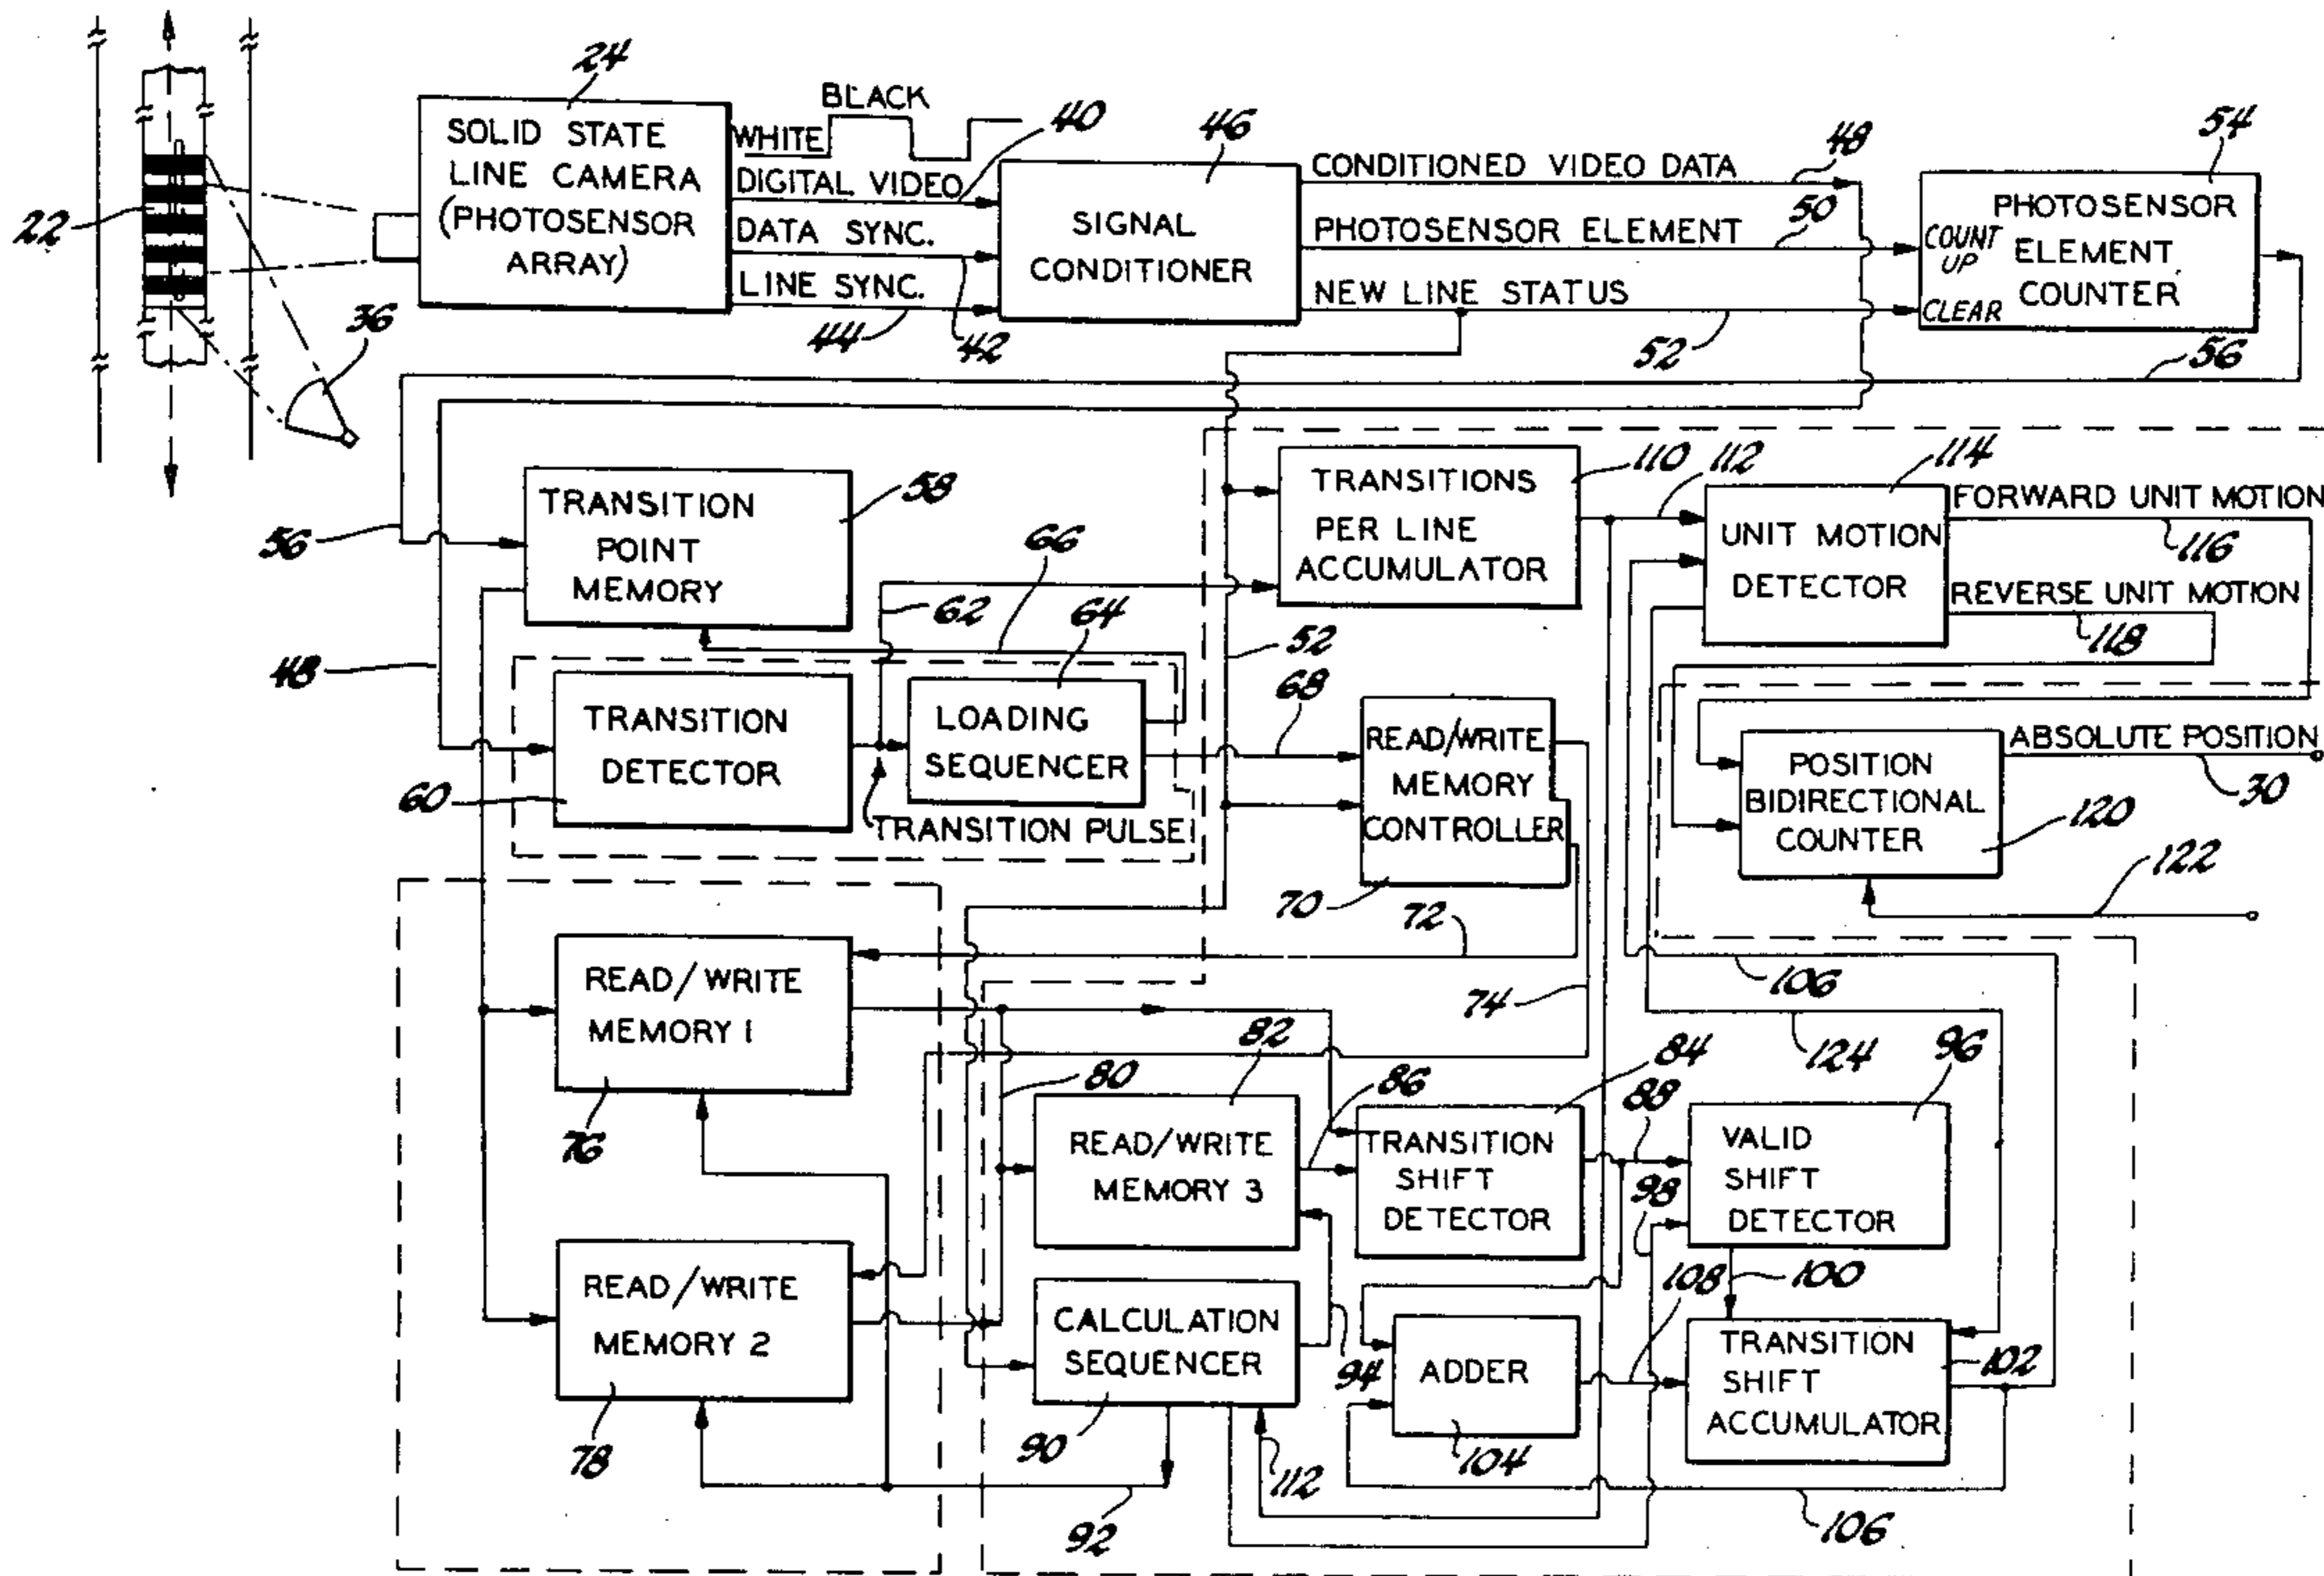 24
SOLID STATE
LINE CAMERA
(PHOTOSENSOR
ARRAY)
22
36
WHITE
BLACK
40
DIGITAL VIDEO
DATA SYNC.
LINE SYNC.
44
42
46
SIGNAL
CONDITIONER
CONDITIONED VIDEO DATA
48
PHOTOSENSOR ELEMENT
50
NEW LINE STATUS
52
54
PHOTOSENSOR
ELEMENT
COUNTER
COUNT
UP
CLEAR
56
56
TRANSITION
POINT
MEMORY
58
66
62
64
48
TRANSITION
DETECTOR
60
LOADING
SEQUENCER
TRANSITION PULSE
52
68
TRANSITIONS
PER LINE
ACCUMULATOR
110
112
114
UNIT MOTION
DETECTOR
FORWARD UNIT MOTION
116
REVERSE UNIT MOTION
118
READ/WRITE
MEMORY
CONTROLLER
70
72
74
POSITION
BIDIRECTIONAL
COUNTER
ABSOLUTE POSITION
30
120
122
106
124
READ/WRITE
MEMORY 1
76
80
82
READ/WRITE
MEMORY 3
86
84
TRANSITION
SHIFT
DETECTOR
88
98
96
VALID
SHIFT
DETECTOR
100
READ/WRITE
MEMORY 2
78
CALCULATION
SEQUENCER
90
94
92
112
ADDER
104
108
TRANSITION
SHIFT
ACCUMULATOR
102
106